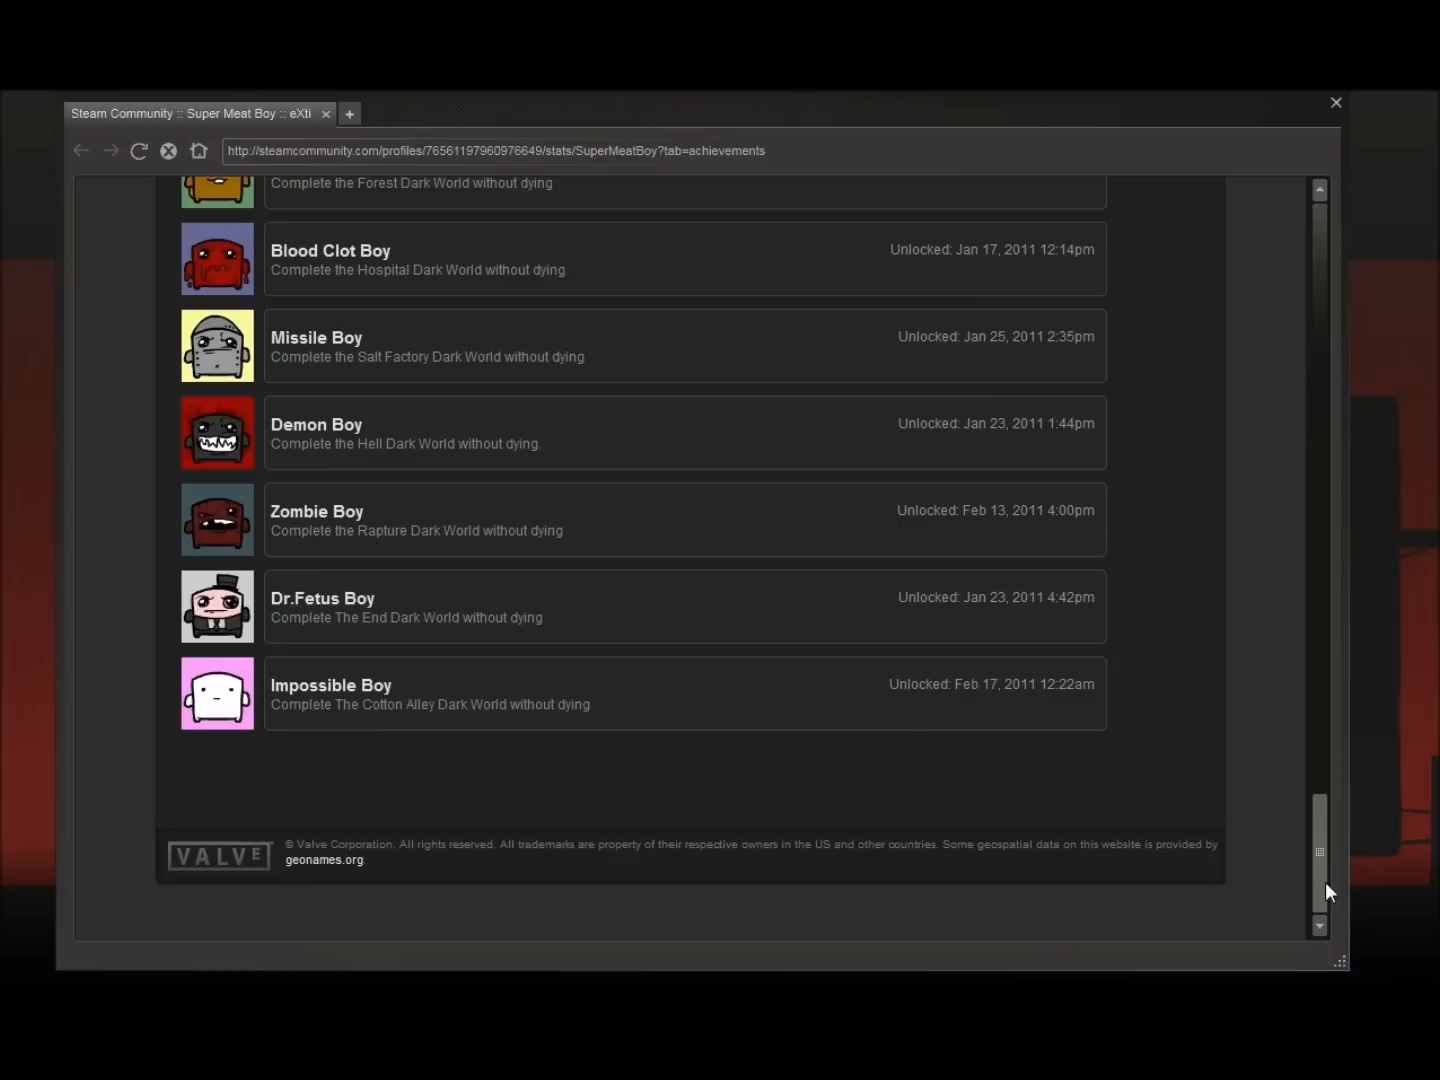 Steam Community :: Super Meat Boy :: eXti
http://steamcommunity.com/profiles/76561197960976649/stats/SuperMeatBoy?tab=achievements
Complete the Forest Dark World without dying
Blood Clot Boy
Unlocked: Jan 17, 2011 12:14pm
Complete the Hospital Dark World without dying
Missile Boy
Unlocked: Jan 25, 2011 2:35pm
Complete the Salt Factory Dark World without dying
Demon Boy
Unlocked: Jan 23, 2011 1:44pm
Complete the Hell Dark World without dying.
Zombie Boy
Unlocked: Feb 13, 2011 4:00pm
Complete the Rapture Dark World without dying
Dr.Fetus Boy
Unlocked: Jan 23, 2011 4:42pm
Complete The End Dark World without dying
Impossible Boy
Unlocked: Feb 17, 2011 12:22am
Complete The Cotton Alley Dark World without dying
VALVE
© Valve Corporation. All rights reserved. All trademarks are property of their respective owners in the US and other countries. Some geospatial data on this website is provided by
geonames.org.